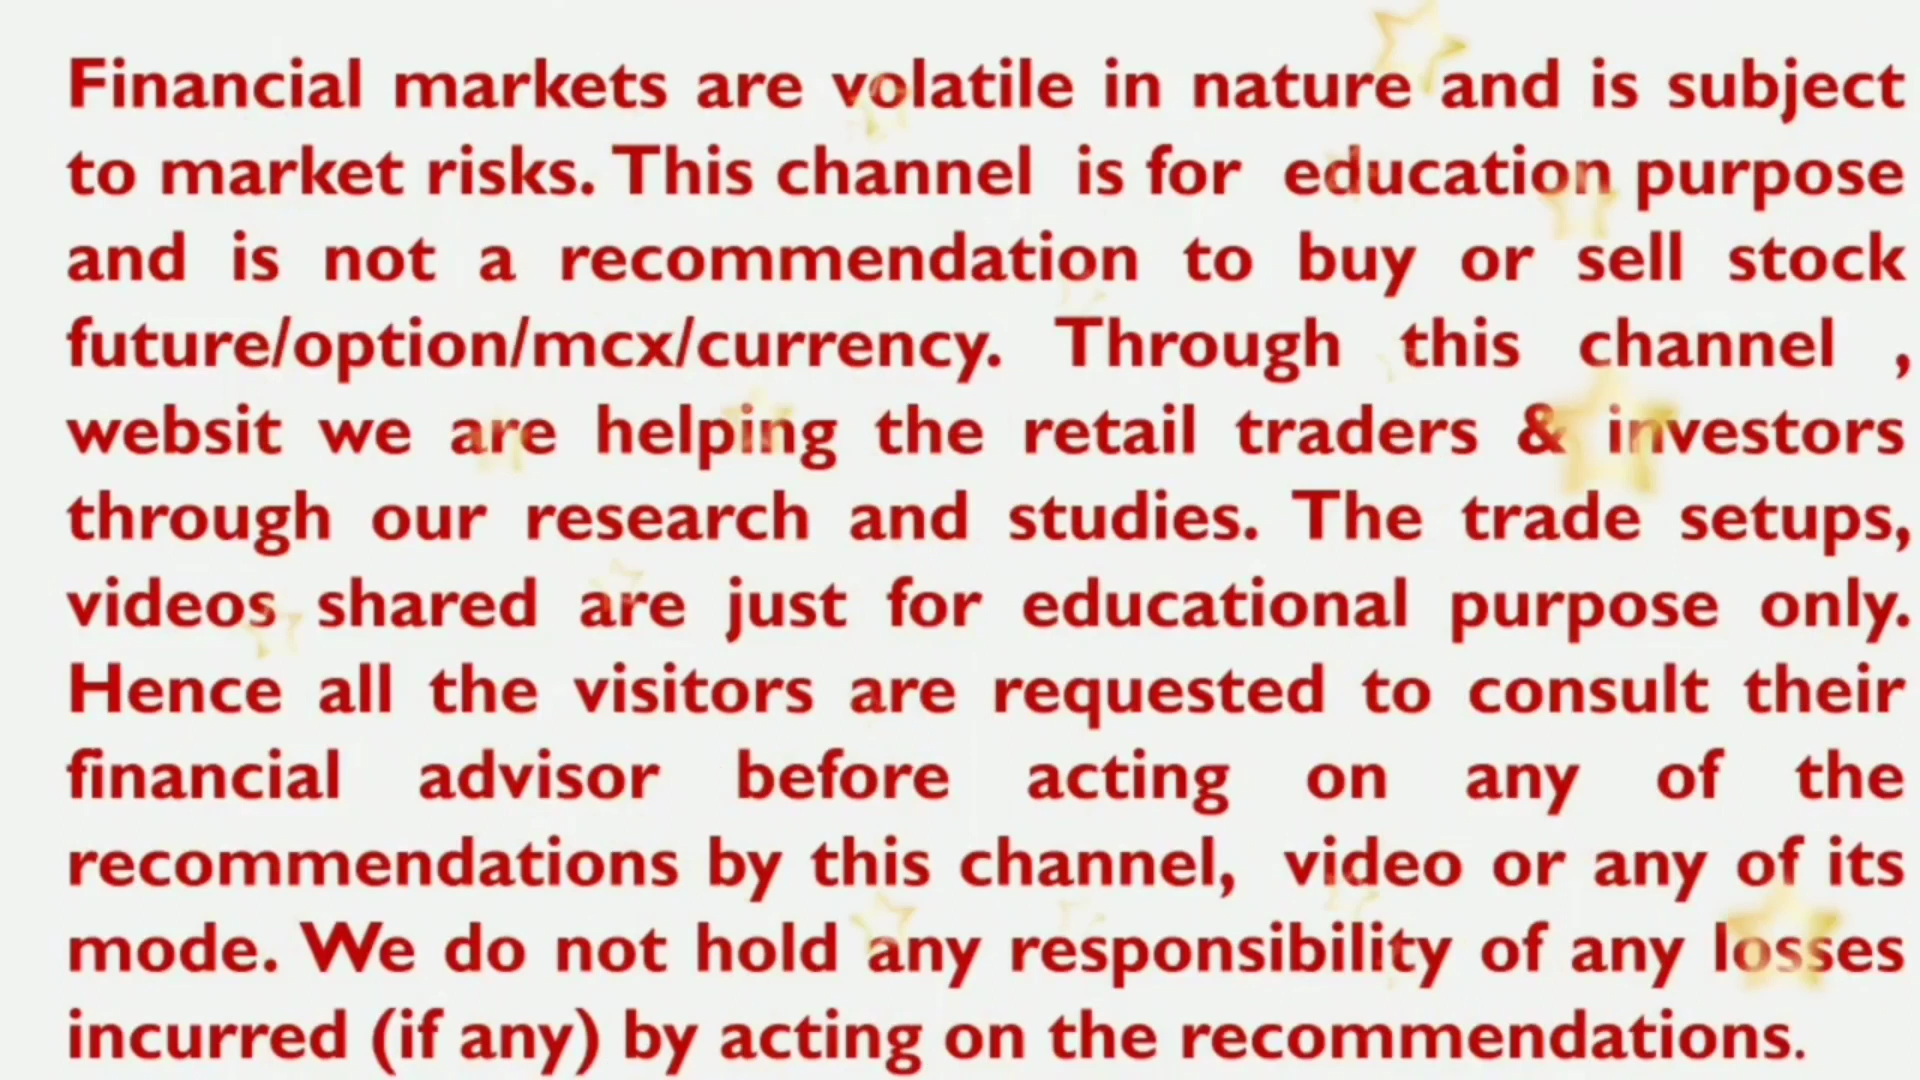 Financial markets are volatile in nature and is subject
to market risks. This channel is for education purpose
and is not a recommendation to buy or sell stock
future/option/mcx/currency. Through this channel ,
websit we are helping the retail traders & investors
through our research and studies. The trade setups,
videos shared are just for educational purpose only.
Hence all the visitors are requested to consult their
financial advisor before acting on any of the
recommendations by this channel, video or any of its
mode. We do not hold any responsibility of any losses
incurred (if any) by acting on the recommendations.